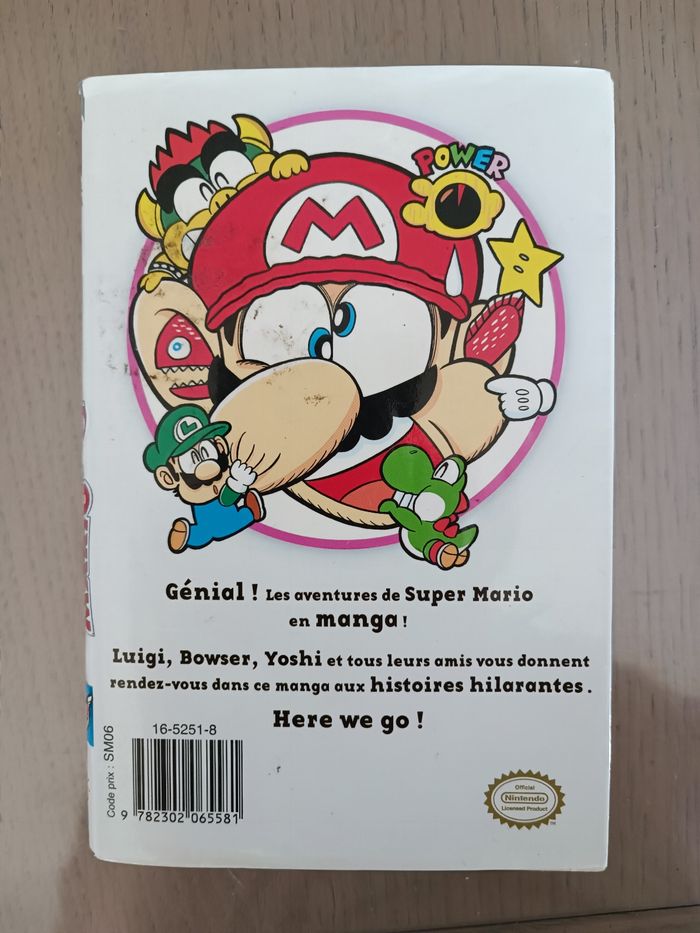 POWER
M
L
Génial ! Les aventures de Super Mario
en manga !
Luigi, Bowser, Yoshi et tous leurs amis vous donnent
rendez-vous dans ce manga aux histoires hilarantes.
Here we go !
Code prix : SM06
16-5251-8
9 782302 065581
Official
Nintendo
Licensed Product
TM